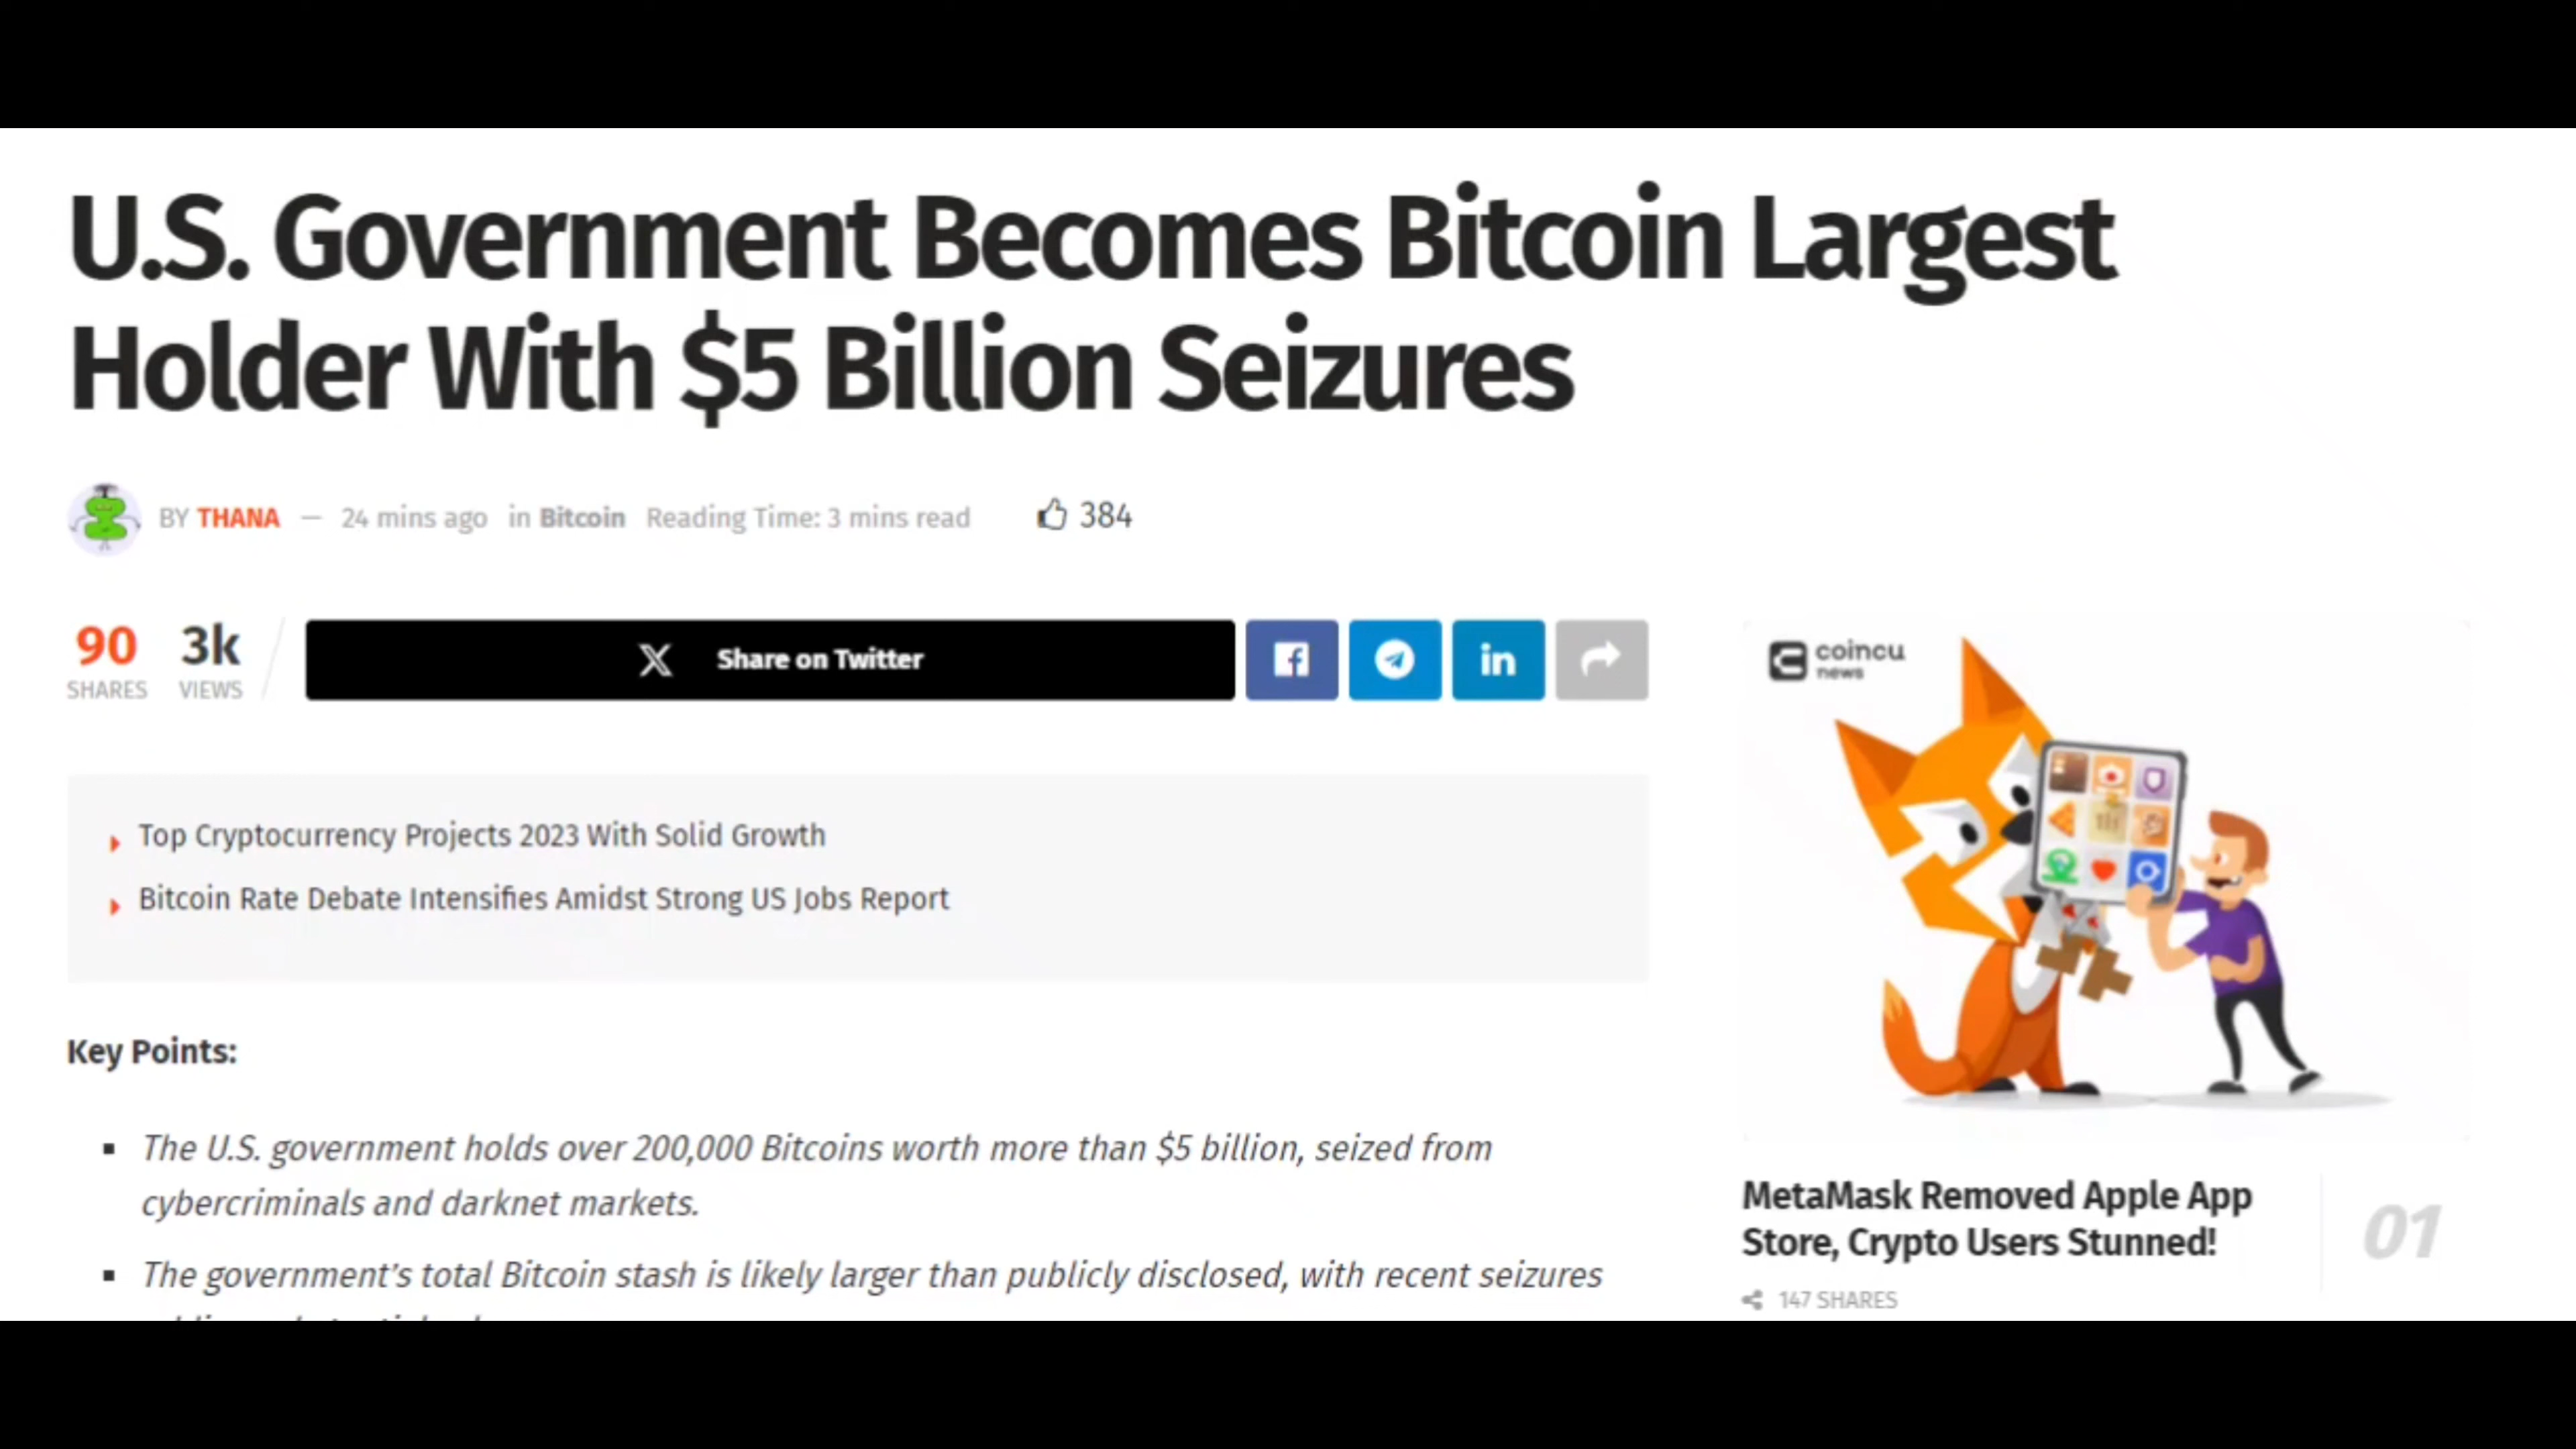 U.S. Government Becomes Bitcoin Largest
Holder With $5 Billion Seizures
BY THANA — 24 mins ago in Bitcoin Reading Time: 3 mins read 384
90 3k
SHARES VIEWS
Share on Twitter
Top Cryptocurrency Projects 2023 With Solid Growth
Bitcoin Rate Debate Intensifies Amidst Strong US Jobs Report
Key Points:
The U.S. government holds over 200,000 Bitcoins worth more than $5 billion, seized from
cybercriminals and darknet markets.
The government's total Bitcoin stash is likely larger than publicly disclosed, with recent seizures
coincu
news
MetaMask Removed Apple App
Store, Crypto Users Stunned!
01
147 SHARES